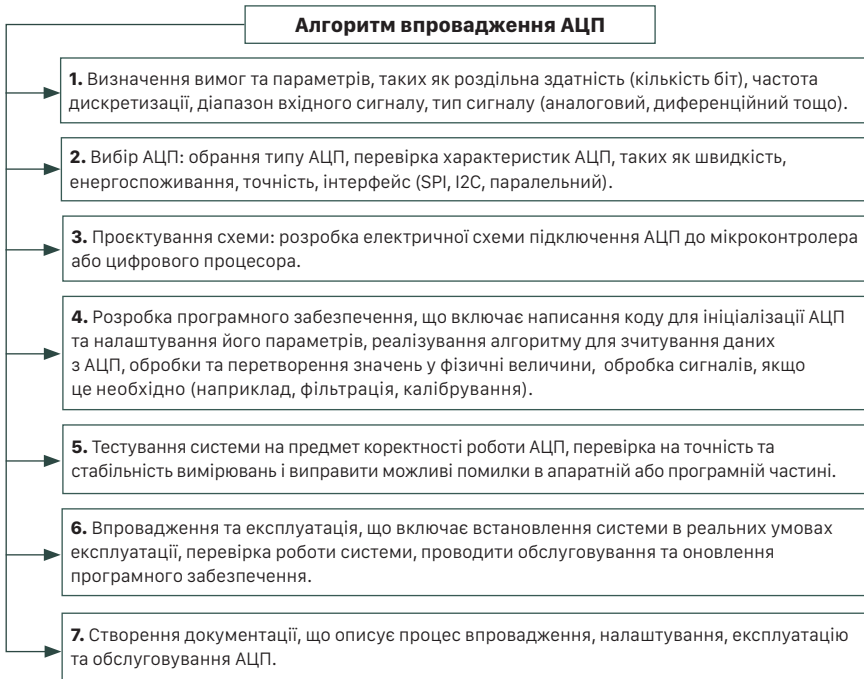 Алгоритм впровадження АЦП
1. Визначення вимог та параметрів, таких як роздільна здатність (кількість біт), частота
дискретизації, діапазон вхідного сигналу, тип сигналу (аналоговий, диференційний тощо).
2. Вибір АЦП: обрання типу АЦП, перевірка характеристик АЦП, таких як швидкість,
енергоспоживання, точність, інтерфейс (SPI, I2C, паралельний).
3. Проєктування схеми: розробка електричної схеми підключення АЦП до мікроконтролера
або цифрового процесора.
4. Розробка програмного забезпечення, що включає написання коду для ініціалізації АЦП
та налаштування його параметрів, реалізування алгоритму для зчитування даних
з АЦП, обробки та перетворення значень у фізичні величини, обробка сигналів, якщо
це необхідно (наприклад, фільтрація, калібрування).
5. Тестування системи на предмет коректності роботи АЦП, перевірка на точність та
стабільність вимірювань і виправити можливі помилки в апаратній або програмній частині.
6. Впровадження та експлуатація, що включає встановлення системи в реальних умовах
експлуатації, перевірка роботи системи, проводити обслуговування та оновлення
програмного забезпечення.
7. Створення документації, що описує процес впровадження, налаштування, експлуатацію
та обслуговування АЦП.